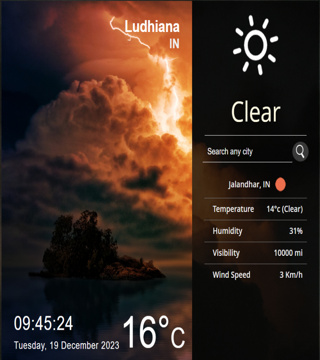 Ludhiana
IN
09:45:24
Tuesday, 19 December 2023
16°c
Clear
Search any city
Jalandhar, IN
Temperature 14°c (Clear)
Humidity 31%
Visibility 10000 mi
Wind Speed 3 Km/h